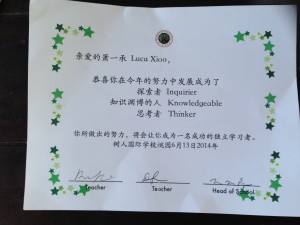 亲爱的萧一承 Luca Xiao,
恭喜你在今年的努力中发展成为了
探索者 Inquirier
知识渊博的人 Knowledgeable
思考者 Thinker
你所做出的努力，将会让你成为一名成功的独立学习者。
树人国际学校桃园6月13日2014年
Teacher Teacher Head of School